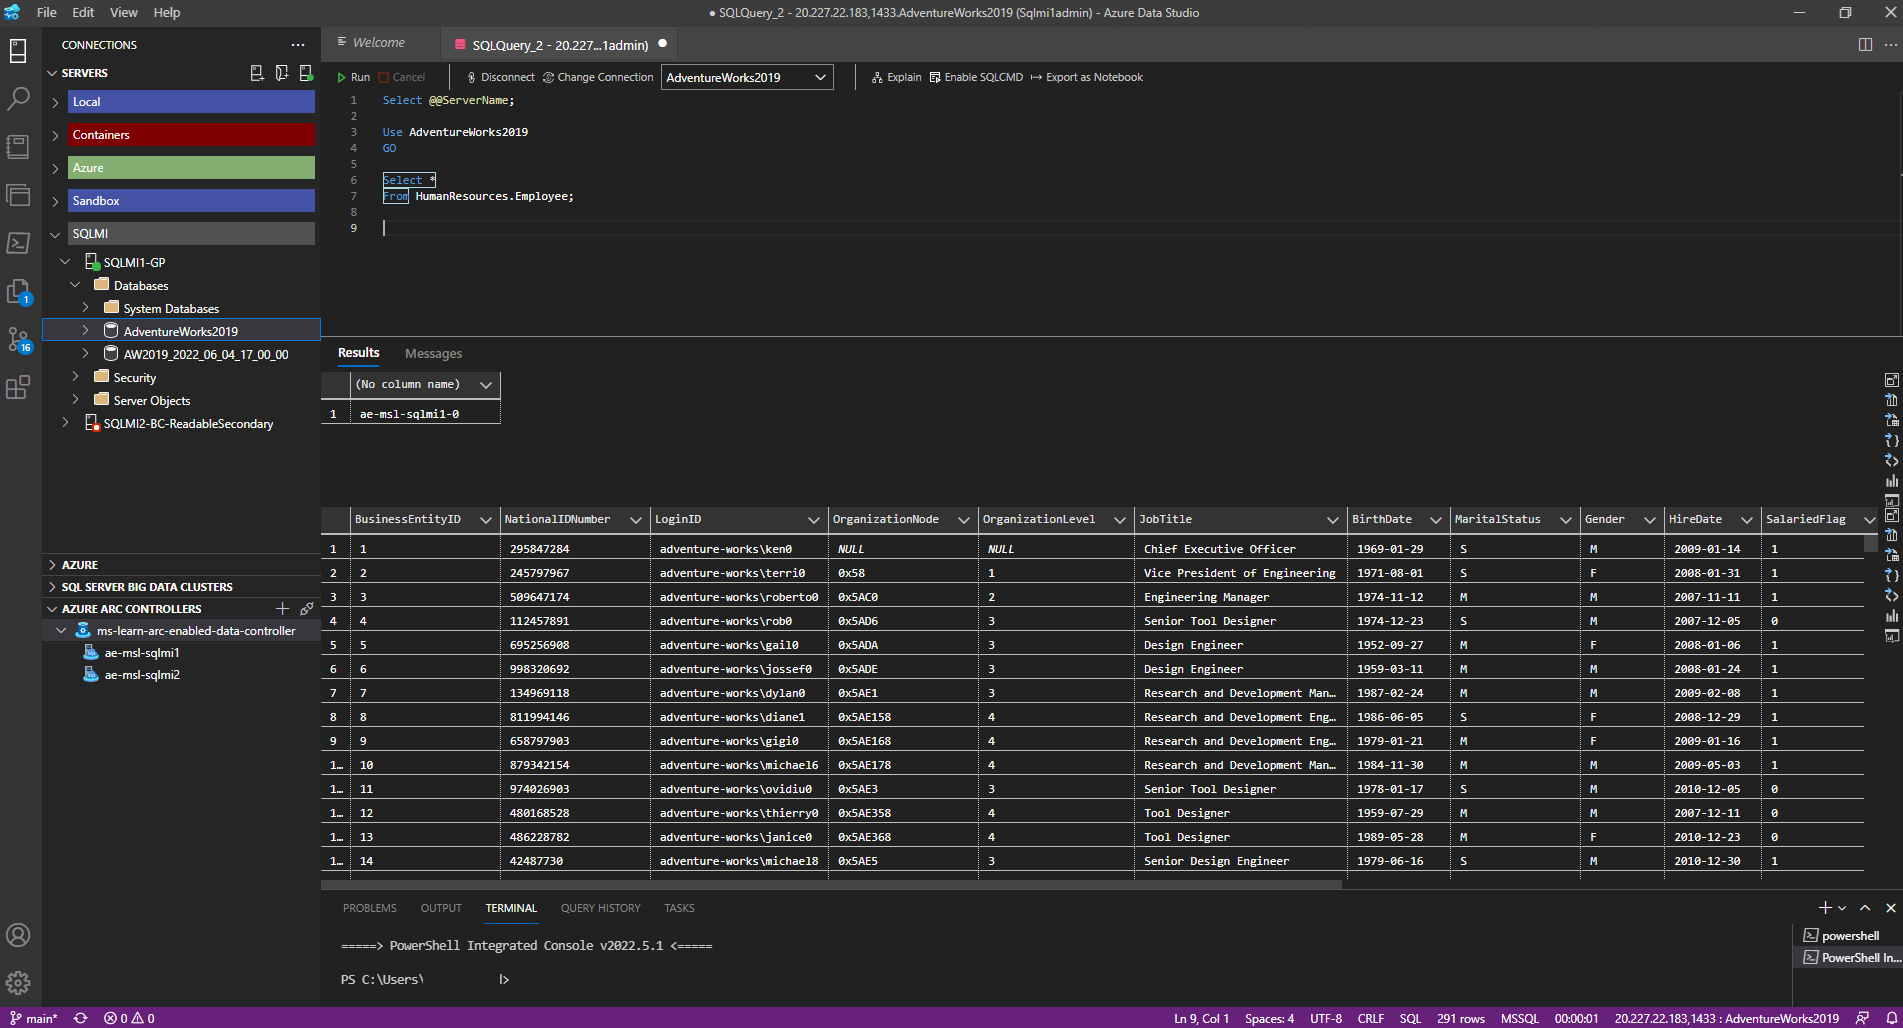 File Edit View Help
● SQLQuery_2 - 20.227.22.183,1433.AdventureWorks2019 (Sqlmi1admin) - Azure Data Studio
CONNECTIONS
SERVERS
Local
Containers
Azure
Sandbox
SQLMI
SQLMI1-GP
Databases
System Databases
AdventureWorks2019
AW2019_2022_06_04_17_00_00
Security
Server Objects
SQLMI2-BC-ReadableSecondary
1
16
AZURE
SQL SERVER BIG DATA CLUSTERS
AZURE ARC CONTROLLERS
ms-learn-arc-enabled-data-controller
ae-msl-sqlmi1
ae-msl-sqlmi2
Welcome
SQLQuery_2 - 20.227...1admin) ●
Run Cancel Disconnect Change Connection AdventureWorks2019 Explain Enable SQLCMD Export as Notebook
1 Select @@ServerName;
2
3 Use AdventureWorks2019
4 GO
5
6 Select *
7 From HumanResources.Employee;
8
9
Results Messages
(No column name)
1 ae-msl-sqlmi1-0
BusinessEntityID NationalIDNumber LoginID OrganizationNode OrganizationLevel JobTitle BirthDate MaritalStatus Gender HireDate SalariedFlag
1 1 295847284 adventure-works\ken0 NULL NULL Chief Executive Officer 1969-01-29 S M 2009-01-14 1
2 2 245797967 adventure-works\terri0 0x58 1 Vice President of Engineering 1971-08-01 S F 2008-01-31 1
3 3 509647174 adventure-works\roberto0 0x5AC0 2 Engineering Manager 1974-11-12 M M 2007-11-11 1
4 4 112457891 adventure-works\rob0 0x5AD6 3 Senior Tool Designer 1974-12-23 S M 2007-12-05 0
5 5 695256908 adventure-works\gail0 0x5ADA 3 Design Engineer 1952-09-27 M F 2008-01-06 1
6 6 998320692 adventure-works\jossef0 0x5ADE 3 Design Engineer 1959-03-11 M M 2008-01-24 1
7 7 134969118 adventure-works\dylan0 0x5AE1 3 Research and Development Man... 1987-02-24 M M 2009-02-08 1
8 8 811994146 adventure-works\diane1 0x5AE158 4 Research and Development Eng... 1986-06-05 S F 2008-12-29 1
9 9 658797903 adventure-works\gigi0 0x5AE168 4 Research and Development Eng... 1979-01-21 M F 2009-01-16 1
1... 10 879342154 adventure-works\michael6 0x5AE178 4 Research and Development Man... 1984-11-30 M M 2009-05-03 1
1... 11 974026903 adventure-works\ovidiu0 0x5AE3 3 Senior Tool Designer 1978-01-17 S M 2010-12-05 0
1... 12 480168528 adventure-works\thierry0 0x5AE358 4 Tool Designer 1959-07-29 M M 2007-12-11 0
1... 13 486228782 adventure-works\janice0 0x5AE368 4 Tool Designer 1989-05-28 M F 2010-12-23 0
1... 14 42487730 adventure-works\michael8 0x5AE5 3 Senior Design Engineer 1979-06-16 S M 2010-12-30 1
PROBLEMS OUTPUT TERMINAL QUERY HISTORY TASKS
=====> PowerShell Integrated Console v2022.5.1 <=====
PS C:\Users\ >
powershell
PowerShell In...
main* 0 0
Ln 9, Col 1 Spaces: 4 UTF-8 CRLF SQL 291 rows MSSQL 00:00:01 20.227.22.183,1433 : AdventureWorks2019